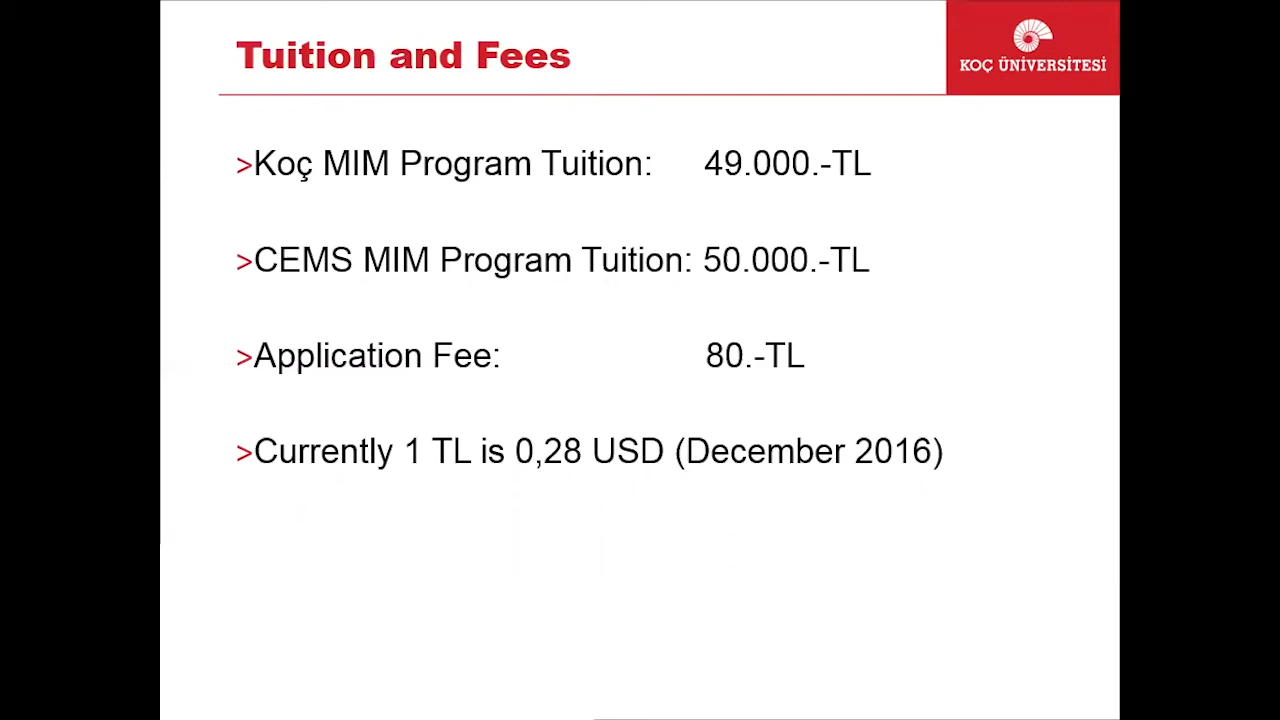 Tuition and Fees
KOÇ ÜNİVERSİTESİ
>Koç MIM Program Tuition: 49.000.-TL
>CEMS MIM Program Tuition: 50.000.-TL
>Application Fee: 80.-TL
>Currently 1 TL is 0,28 USD (December 2016)